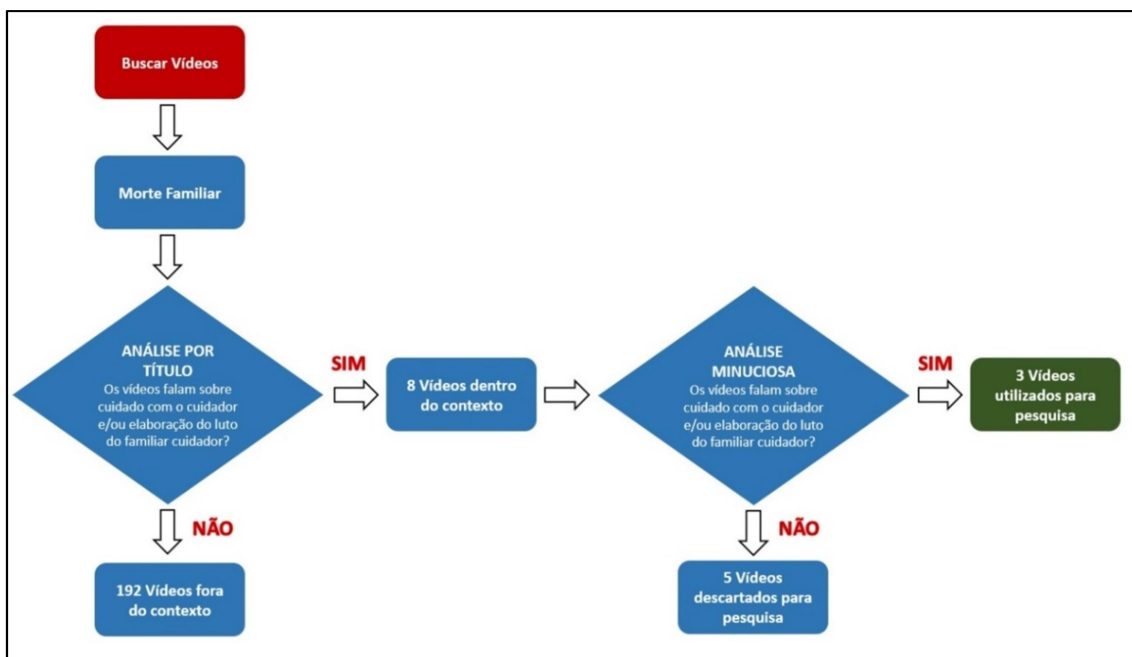 Buscar Vídeos
Morte Familiar
ANÁLISE POR
TÍTULO
Os vídeos falam sobre
cuidado com o cuidador
e/ou elaboração do luto
do familiar cuidador?
SIM
8 Vídeos dentro
do contexto
ANÁLISE
MINUCIOSA
Os vídeos falam sobre
cuidado com o cuidador
e/ou elaboração do luto
do familiar cuidador?
SIM
3 Vídeos
utilizados para
pesquisa
NÃO
192 Vídeos fora
do contexto
NÃO
5 Vídeos
descartados para
pesquisa